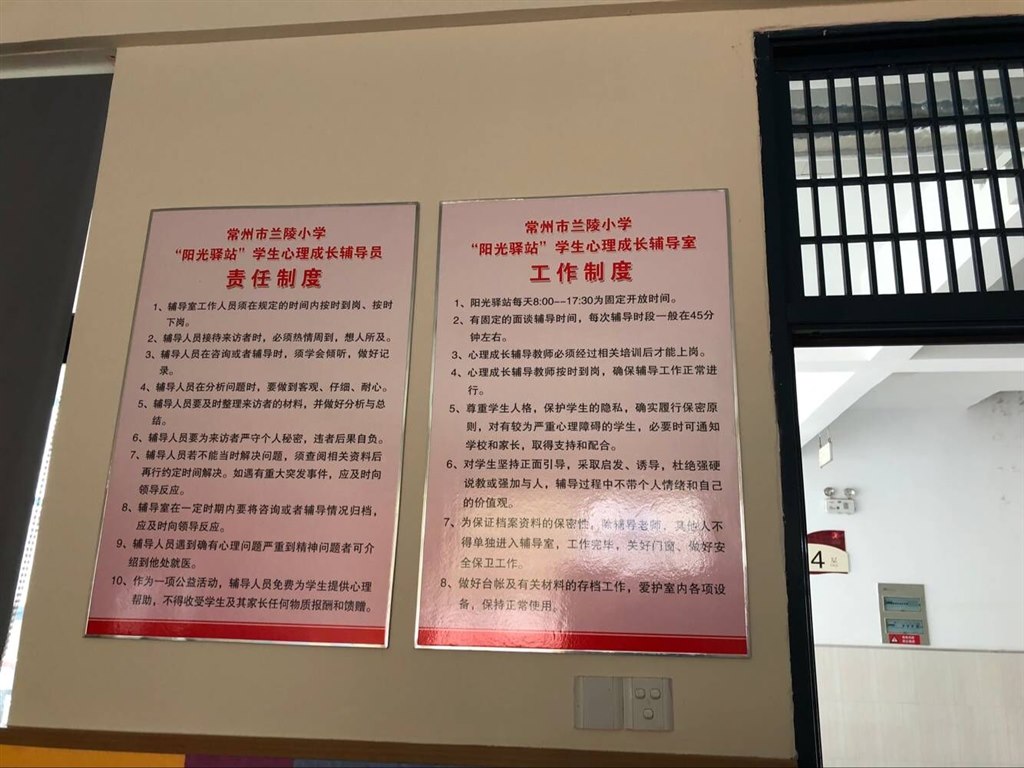 常州市兰陵小学
“阳光驿站”学生心理成长辅导员
责任制度
1、辅导室工作人员须在规定的时间内按时到岗、按时
下岗。
2、辅导人员接待来访者时，必须热情周到，想人所及。
3、辅导人员在咨询或者辅导时，须学会倾听，做好记
录。
4、辅导人员在分析问题时，要做到客观、仔细、耐心。
5、辅导人员要及时整理来访者的材料，并做好分析与总
结。
6、辅导人员要为来访者严守个人秘密，违者后果自负。
7、辅导人员若不能当时解决问题，须查阅相关资料后
再行约定时间解决。如遇有重大突发事件，应及时向
领导反应。
8、辅导室在一定时期内要将咨询或者辅导情况归档，
应及时向领导反应。
9、辅导人员遇到确有心理问题严重到精神问题者可介
绍到他处就医。
10、作为一项公益活动，辅导人员免费为学生提供心理
帮助，不得收受学生及其家长任何物质报酬和馈赠。
常州市兰陵小学
“阳光驿站”学生心理成长辅导室
工作制度
1、阳光驿站每天8:00--17:30为固定开放时间。
2、有固定的面谈辅导时间，每次辅导时段一般在45分
钟左右。
3、心理成长辅导教师必须经过相关培训后才能上岗。
4、心理成长辅导教师按时到岗，确保辅导工作正常进
行。
5、尊重学生人格，保护学生的隐私，确实履行保密原
则，对有较为严重心理障碍的学生，必要时可通知
学校和家长，取得支持和配合。
6、对学生坚持正面引导，采取启发、诱导，杜绝强硬
说教或强加与人，辅导过程中不带个人情绪和自己
的价值观。
7、为保证档案资料的保密性，除辅导老师，其他人不
得单独进入辅导室，工作完毕，关好门窗、做好安
全保卫工作。
8、做好台帐及有关材料的存档工作，爱护室内各项设
备，保持正常使用。
4